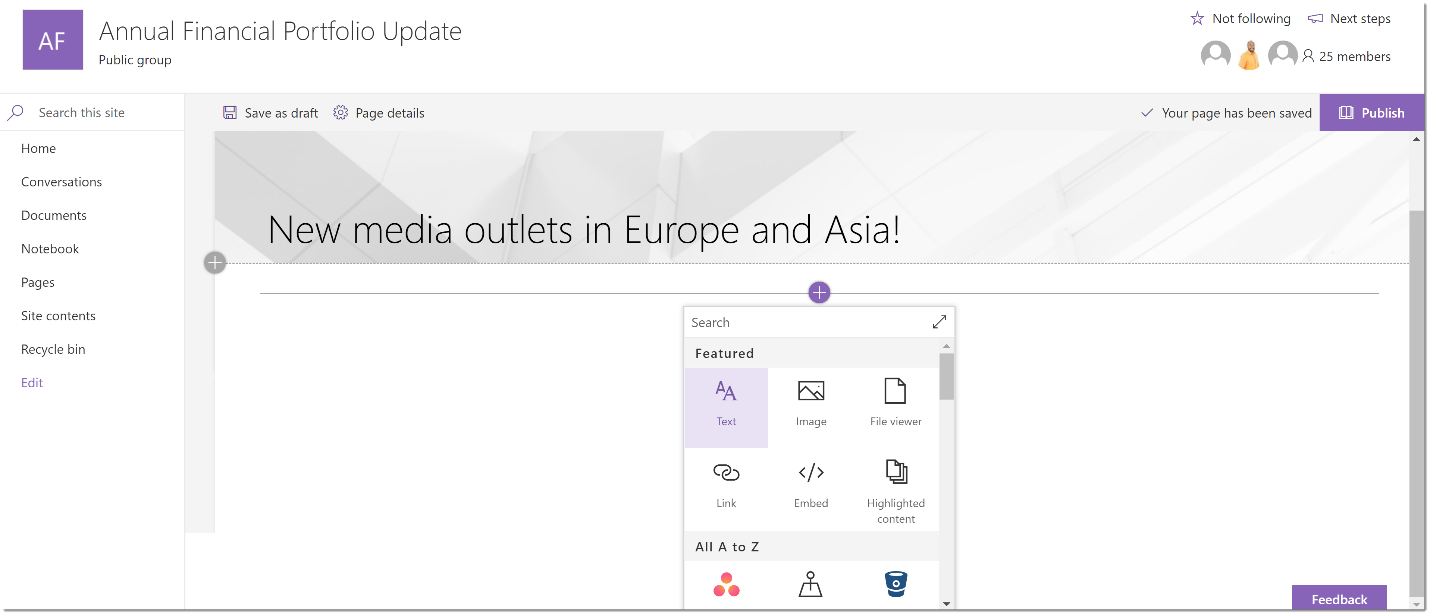 AF
Annual Financial Portfolio Update
Public group
Not following
Next steps
25 members
Search this site
Save as draft
Page details
Your page has been saved
Publish
Home
Conversations
Documents
Notebook
Pages
Site contents
Recycle bin
Edit
New media outlets in Europe and Asia!
Search
Featured
Text
Image
File viewer
Link
Embed
Highlighted
content
All A to Z
Feedback